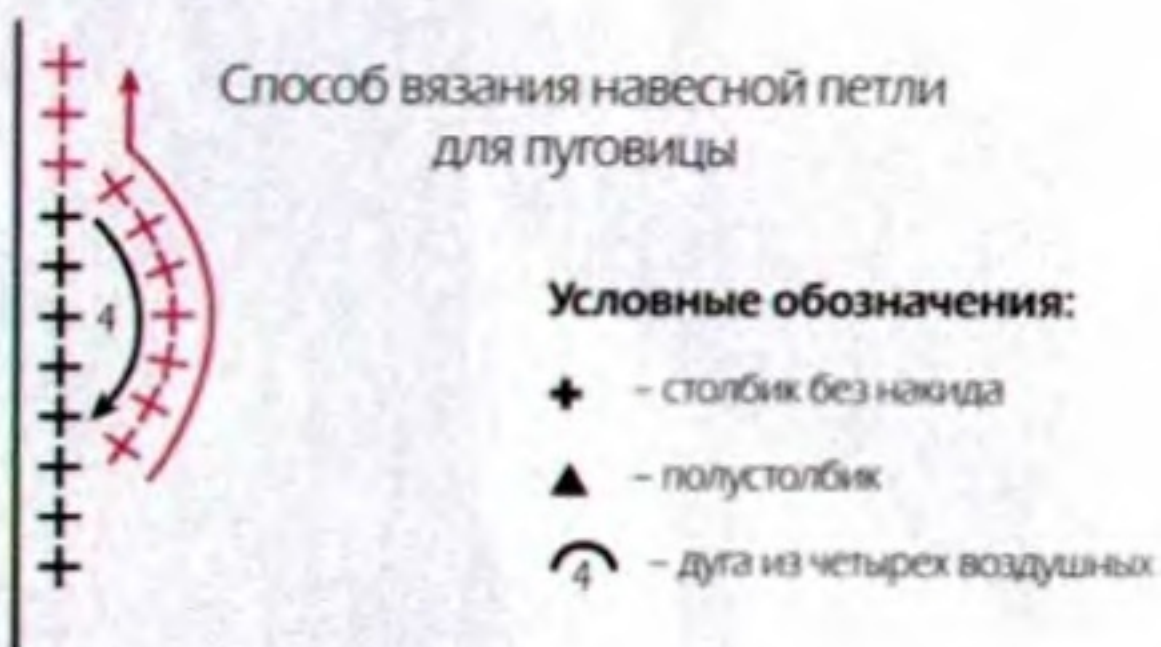 Способ вязания навесной петли
для пуговицы
4
Условные обозначения:
– столбик без накида
– полустолбик
4 – дуга из четырех воздушных